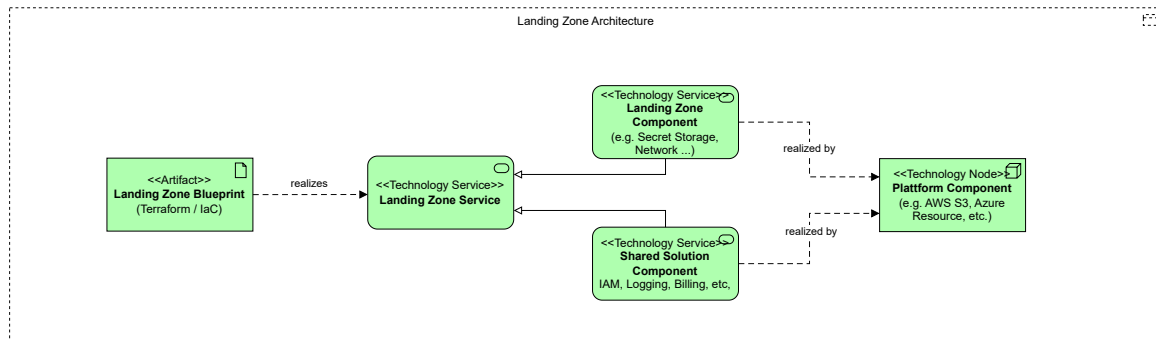 Landing Zone Architecture
<<Technology Service>>
Landing Zone
Component
(e.g. Secret Storage,
Network ...)
realized by
<<Artifact>>
Landing Zone Blueprint
(Terraform / IaC)
realizes
<<Technology Service>>
Landing Zone Service
<<Technology Node>>
Plattform Component
(e.g. AWS S3, Azure
Resource, etc.)
realized by
<<Technology Service>>
Shared Solution
Component
IAM, Logging, Billing, etc,